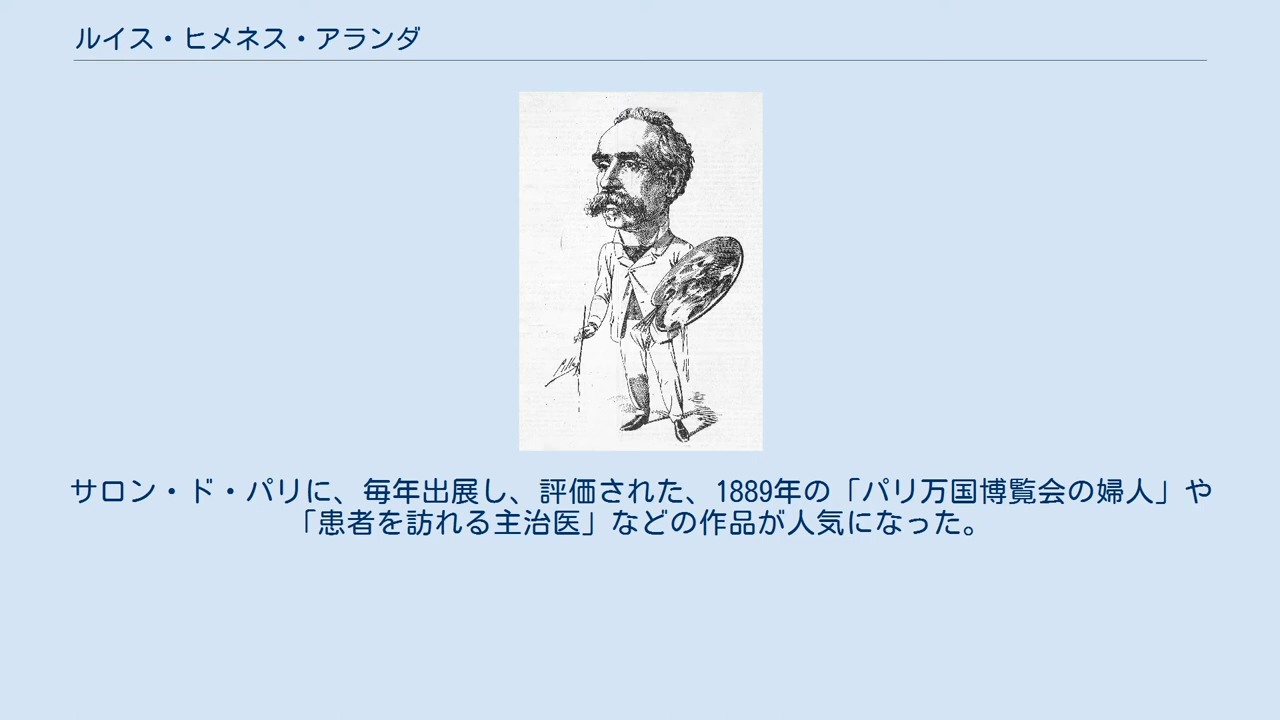 ルイス・ヒメネス・アランダ
サロン・ド・パリに、毎年出展し、評価された、1889年の「パリ万国博覧会の婦人」や
「患者を訪れる主治医」などの作品が人気になった。